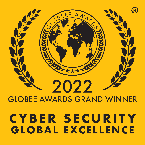 ®
2022
GLOBEE AWARDS GRAND WINNER
CYBER SECURITY
GLOBAL EXCELLENCE